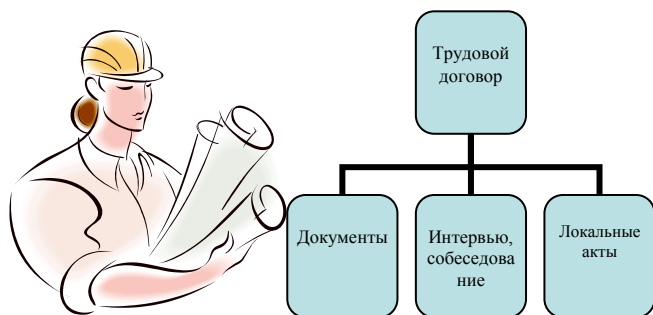 Трудовой
договор
Документы
Интервью,
собеседова
ние
Локальные
акты